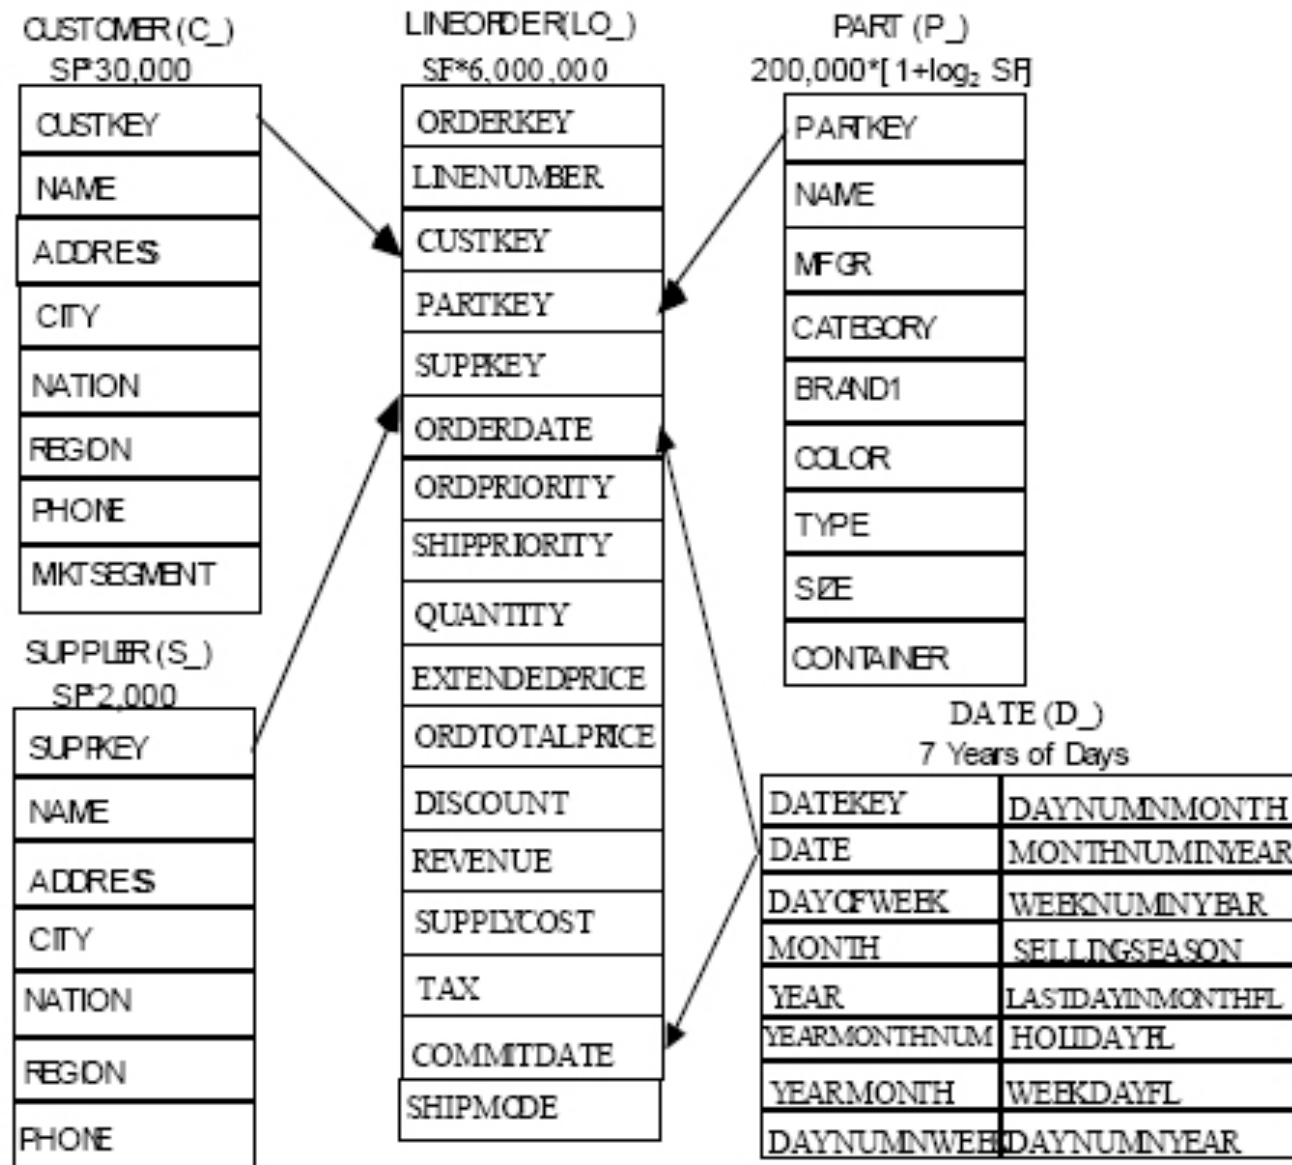 CUSTOMER (C_)
SF*30,000
CUSTKEY
NAME
ADDRESS
CITY
NATION
REGION
PHONE
MKTSEGMENT
SUPPLIER (S_)
SF*2,000
SUPPKEY
NAME
ADDRESS
CITY
NATION
REGION
PHONE
LINEORDER(LO_)
SF*6,000,000
ORDERKEY
LINENUMBER
CUSTKEY
PARTKEY
SUPPKEY
ORDERDATE
ORDPRIORITY
SHIPPRIORITY
QUANTITY
EXTENDEDPRICE
ORDTOTALPRICE
DISCOUNT
REVENUE
SUPPLYCOST
TAX
COMMITDATE
SHIPMODE
PART (P_)
200,000*[1+log₂ SF]
PARTKEY
NAME
MFGR
CATEGORY
BRAND1
COLOR
TYPE
SIZE
CONTAINER
DATE (D_)
7 Years of Days
DATEKEY
DATE
DAYOFWEEK
MONTH
YEAR
YEARMONTHNUM
YEARMONTH
DAYNUMINWEEK
DAYNUMINMONTH
MONTHNUMINYEAR
WEEKNUMINYEAR
SELLINGSEASON
LASTDAYINMONTHFL
HOLIDAYFL
WEEKDAYFL
DAYNUMINYEAR